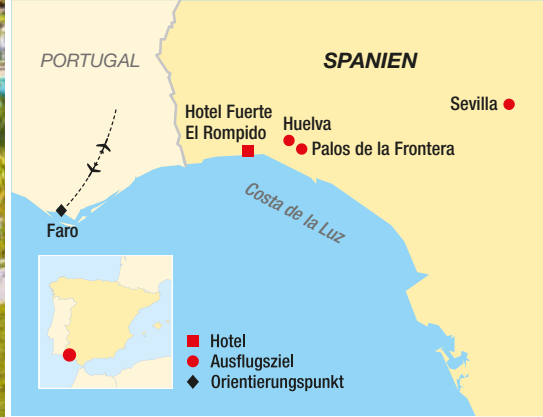 PORTUGAL
SPANIEN
Sevilla
Hotel Fuerte
El Rompido
Huelva
Palos de la Frontera
Costa de la Luz
Faro
Hotel
Ausflugsziel
Orientierungspunkt